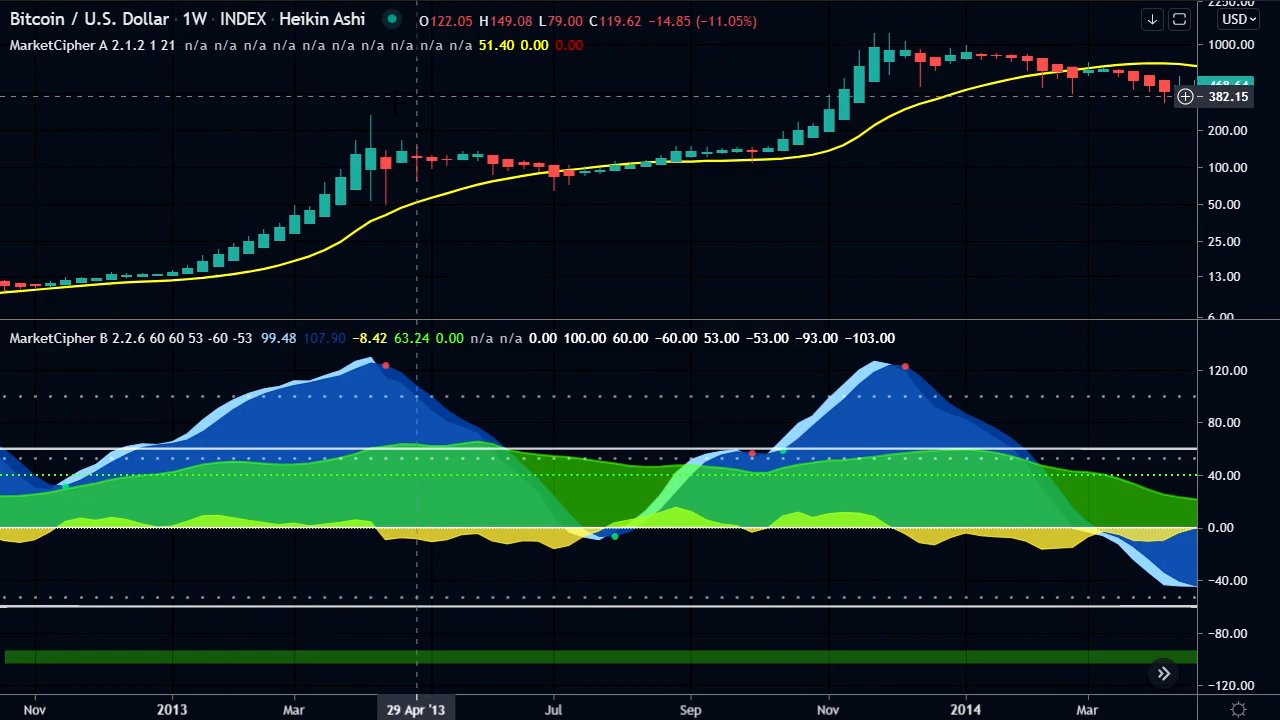 Bitcoin / U.S. Dollar · 1W · INDEX · Heikin Ashi O122.05 H149.08 L79.00 C119.62 −14.85 (−11.05%)
USD
MarketCipher A 2.1.2 1 21 n/a n/a n/a n/a n/a n/a n/a n/a n/a n/a 51.40 0.00 0.00
1000.00
382.15
200.00
100.00
50.00
25.00
13.00
MarketCipher B 2.2.6 60 60 53 -60 -53 99.48 107.90 −8.42 63.24 0.00 n/a n/a 0.00 100.00 60.00 −60.00 53.00 −53.00 −93.00 −103.00
120.00
80.00
40.00
0.00
−40.00
−80.00
−120.00
Nov 2013 Mar 29 Apr '13 Jul Sep Nov 2014 Mar